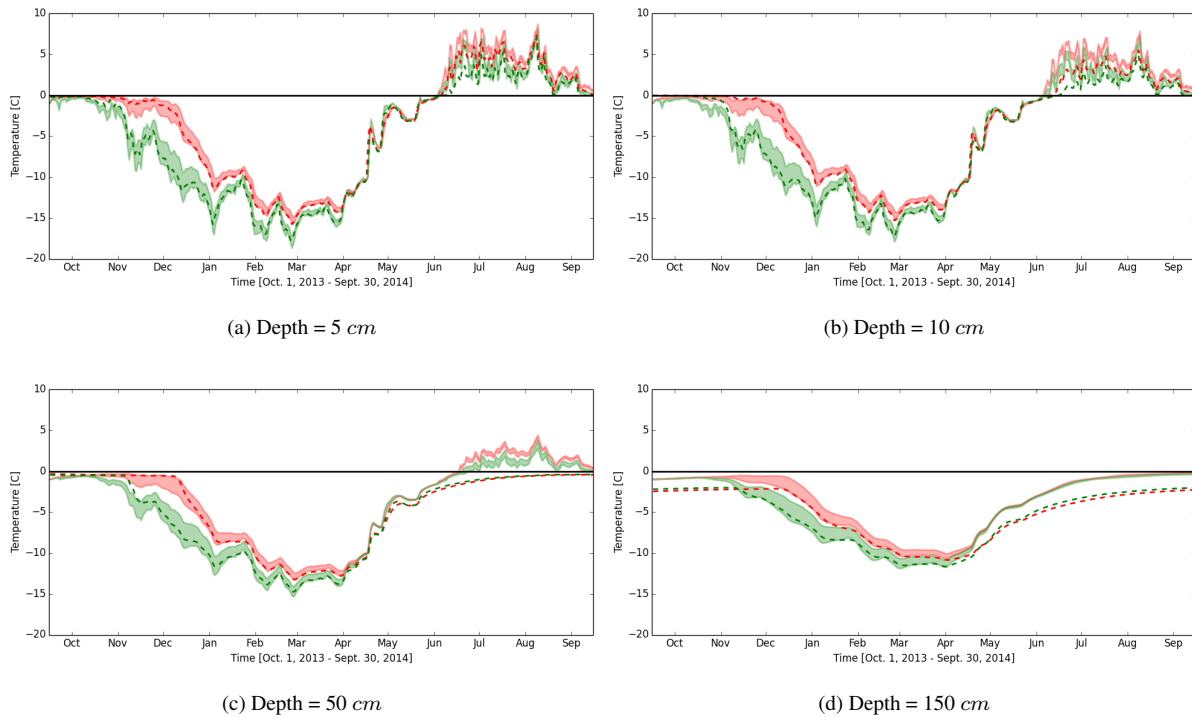 10
5
0
−5
−10
−15
−20
Temperature [C]
Oct Nov Dec Jan Feb Mar Apr May Jun Jul Aug Sep
Time [Oct. 1, 2013 - Sept. 30, 2014]
(a) Depth = 5 cm
10
5
0
−5
−10
−15
−20
Temperature [C]
Oct Nov Dec Jan Feb Mar Apr May Jun Jul Aug Sep
Time [Oct. 1, 2013 - Sept. 30, 2014]
(b) Depth = 10 cm
10
5
0
−5
−10
−15
−20
Temperature [C]
Oct Nov Dec Jan Feb Mar Apr May Jun Jul Aug Sep
Time [Oct. 1, 2013 - Sept. 30, 2014]
(c) Depth = 50 cm
10
5
0
−5
−10
−15
−20
Temperature [C]
Oct Nov Dec Jan Feb Mar Apr May Jun Jul Aug Sep
Time [Oct. 1, 2013 - Sept. 30, 2014]
(d) Depth = 150 cm